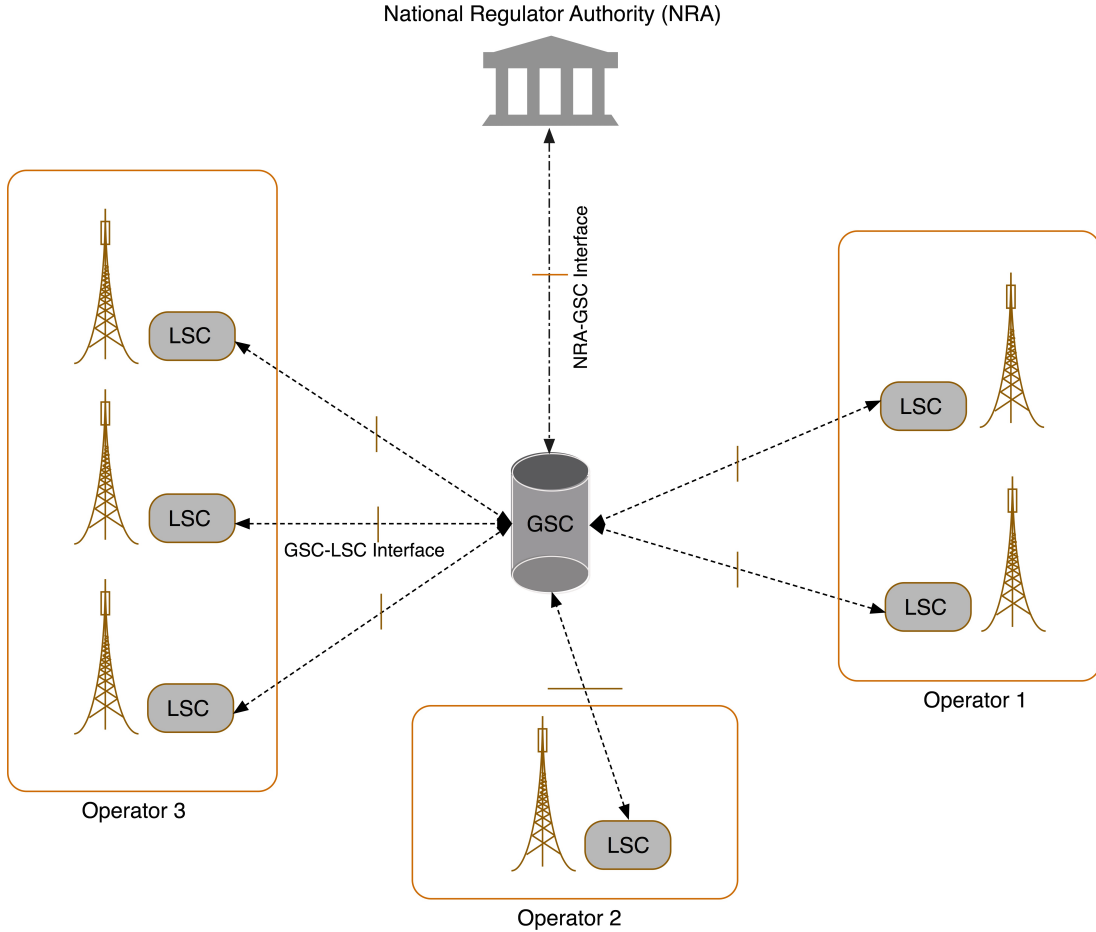 National Regulator Authority (NRA)
NRA-GSC Interface
LSC
LSC
LSC
GSC-LSC Interface
GSC
LSC
LSC
Operator 1
Operator 3
LSC
Operator 2